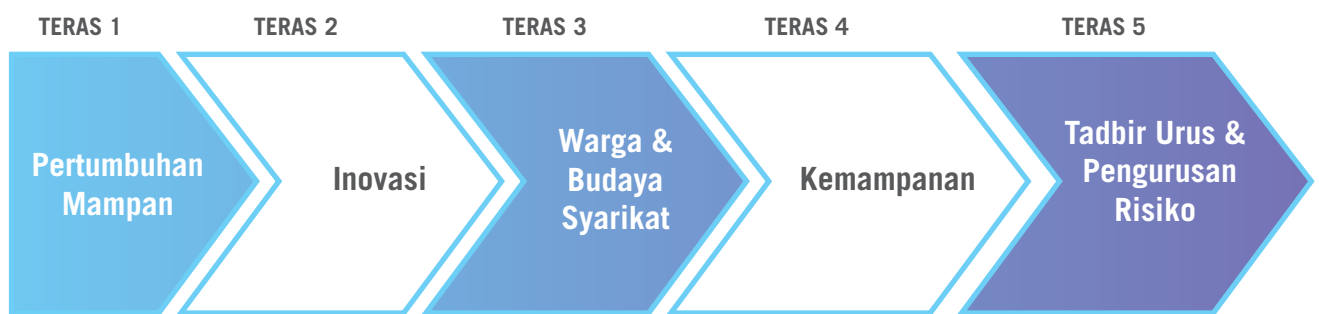 TERAS 1
TERAS 2
TERAS 3
TERAS 4
TERAS 5
Pertumbuhan
Mampan
Inovasi
Warga &
Budaya
Syarikat
Kemampanan
Tadbir Urus &
Pengurusan
Risiko